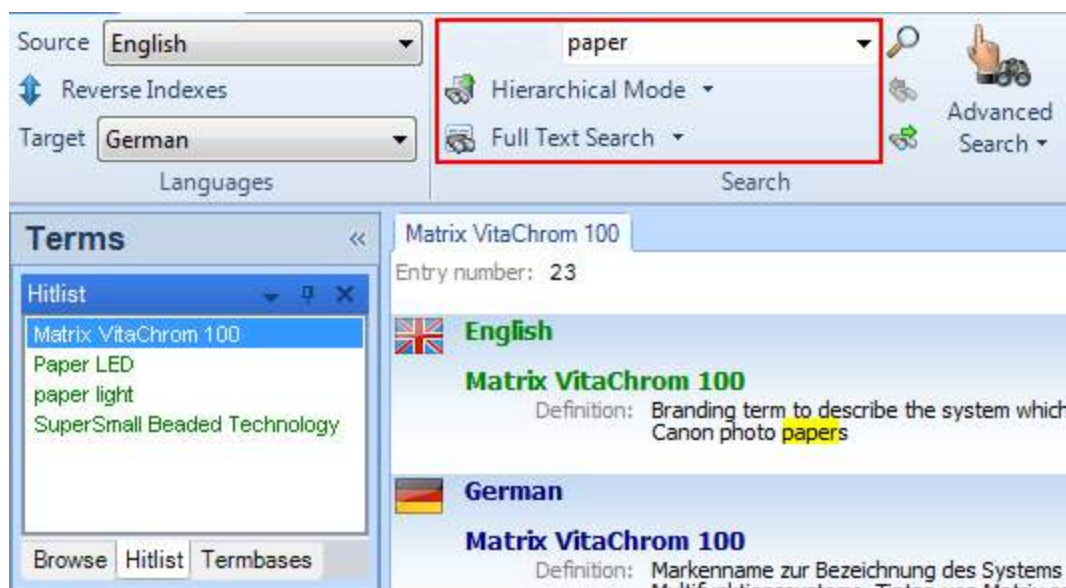 Source English
paper
Reverse Indexes
Hierarchical Mode
Target German
Full Text Search
Advanced
Search
Languages
Search
Terms
Hitlist
Matrix VitaChrom 100
Paper LED
paper light
SuperSmall Beaded Technology
Browse Hitlist Termbases
Matrix VitaChrom 100
Entry number: 23
English
Matrix VitaChrom 100
Definition: Branding term to describe the system which
Canon photo papers
German
Matrix VitaChrom 100
Definition: Markenname zur Bezeichnung des Systems